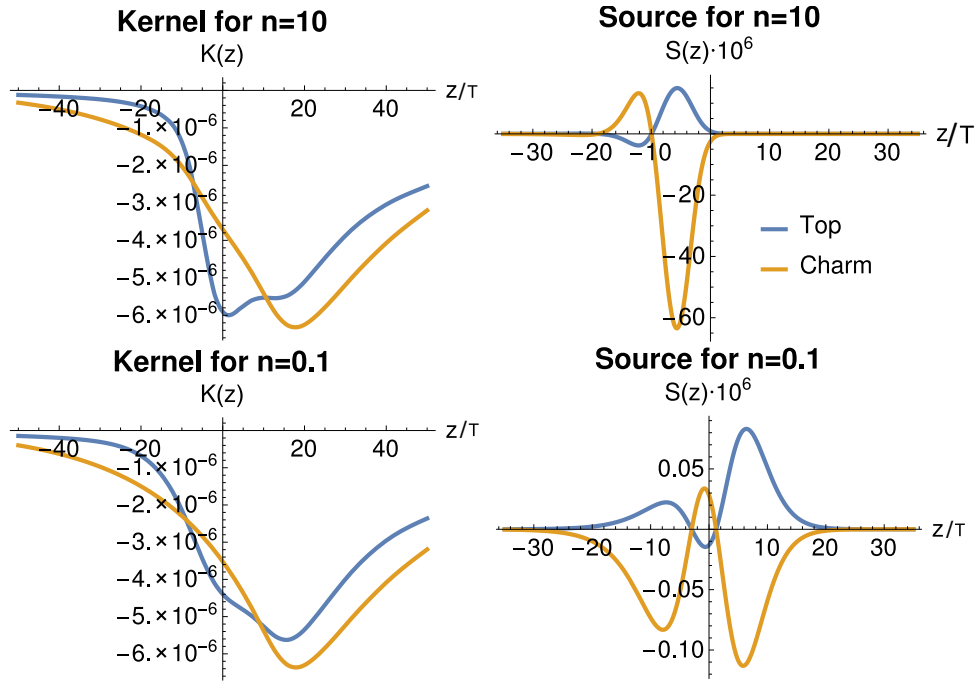 Kernel for n=10
K(z)
z/T
−40 −20 20 40
−1.×10⁻⁶
−2.×10⁻⁶
−3.×10⁻⁶
−4.×10⁻⁶
−5.×10⁻⁶
−6.×10⁻⁶
Source for n=10
S(z)·10⁶
z/T
−30 −20 −10 10 20 30
−20
−40
−60
Top
Charm
Kernel for n=0.1
K(z)
z/T
−40 −20 20 40
−1.×10⁻⁶
−2.×10⁻⁶
−3.×10⁻⁶
−4.×10⁻⁶
−5.×10⁻⁶
−6.×10⁻⁶
Source for n=0.1
S(z)·10⁶
0.05
z/T
−30 −20 −10 10 20 30
−0.05
−0.10